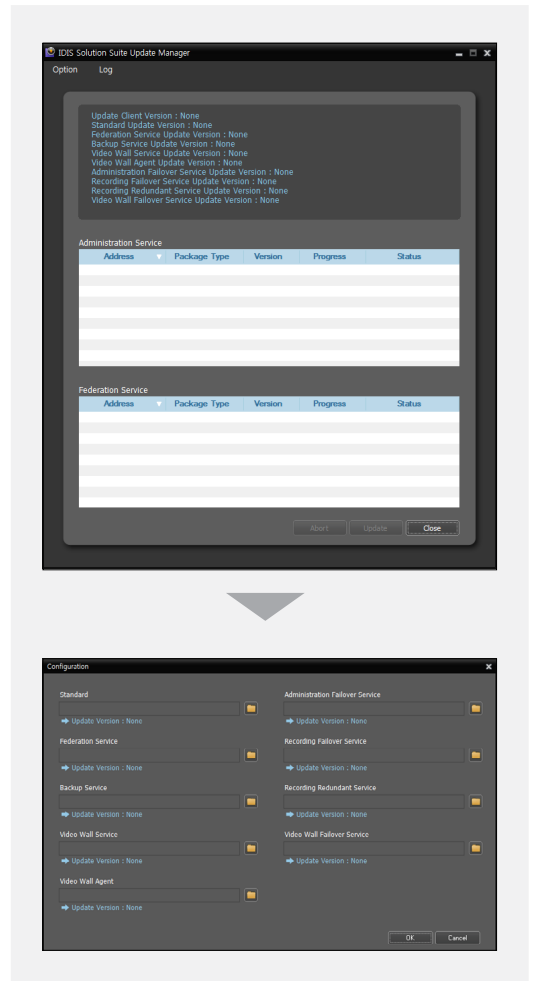 IDIS Solution Suite Update Manager
Option Log
Update Client Version : None
Standard Update Version : None
Federation Service Update Version : None
Backup Service Update Version : None
Video Wall Service Update Version : None
Video Wall Agent Update Version : None
Administration Failover Service Update Version : None
Recording Failover Service Update Version : None
Recording Redundant Service Update Version : None
Video Wall Failover Service Update Version : None
Administration Service
Address Package Type Version Progress Status
Federation Service
Address Package Type Version Progress Status
Abort Update Close
Configuration
Standard Administration Failover Service
Update Version : None Update Version : None
Federation Service Recording Failover Service
Update Version : None Update Version : None
Backup Service Recording Redundant Service
Update Version : None Update Version : None
Video Wall Service Video Wall Failover Service
Update Version : None Update Version : None
Video Wall Agent
Update Version : None
OK Cancel